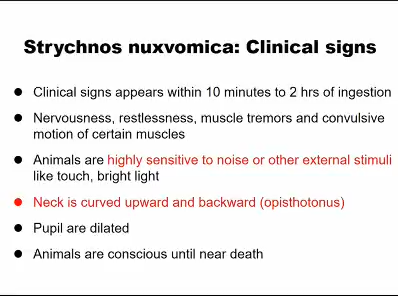 Strychnos nuxvomica: Clinical signs
● Clinical signs appears within 10 minutes to 2 hrs of ingestion
● Nervousness, restlessness, muscle tremors and convulsive
motion of certain muscles
● Animals are highly sensitive to noise or other external stimuli
like touch, bright light
● Neck is curved upward and backward (opisthotonus)
● Pupil are dilated
● Animals are conscious until near death